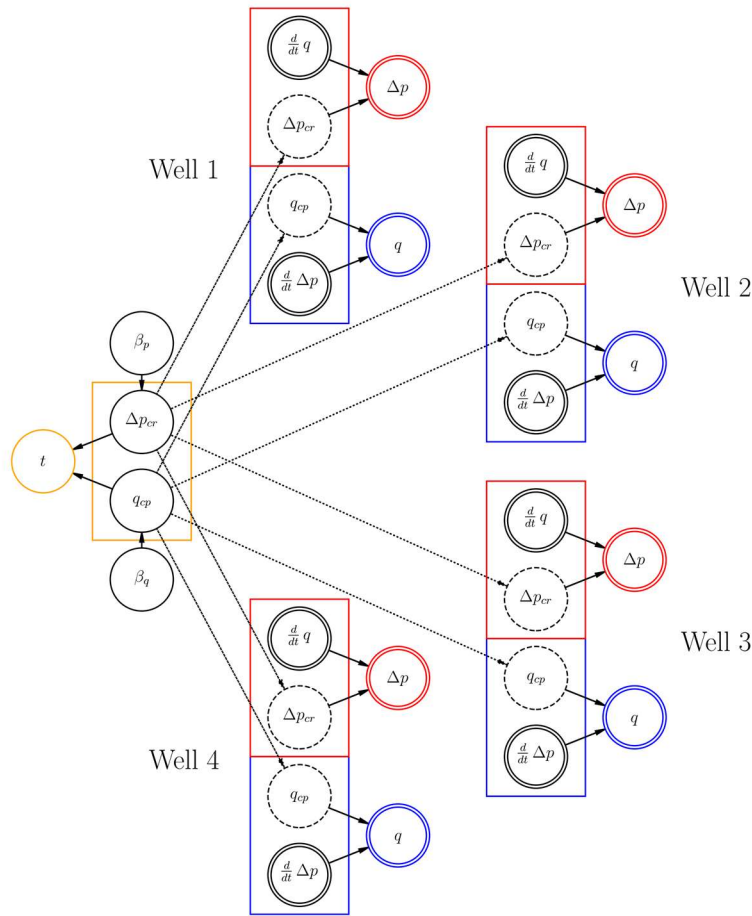 d/dt q
Δp
Δp_cr
Well 1
q_cp
q
d/dt Δp
d/dt q
Δp
Δp_cr
Well 2
q_cp
q
d/dt Δp
β_p
Δp_cr
t
q_cp
β_q
d/dt q
Δp
Δp_cr
Well 3
q_cp
q
d/dt Δp
d/dt q
Δp
Δp_cr
Well 4
q_cp
q
d/dt Δp